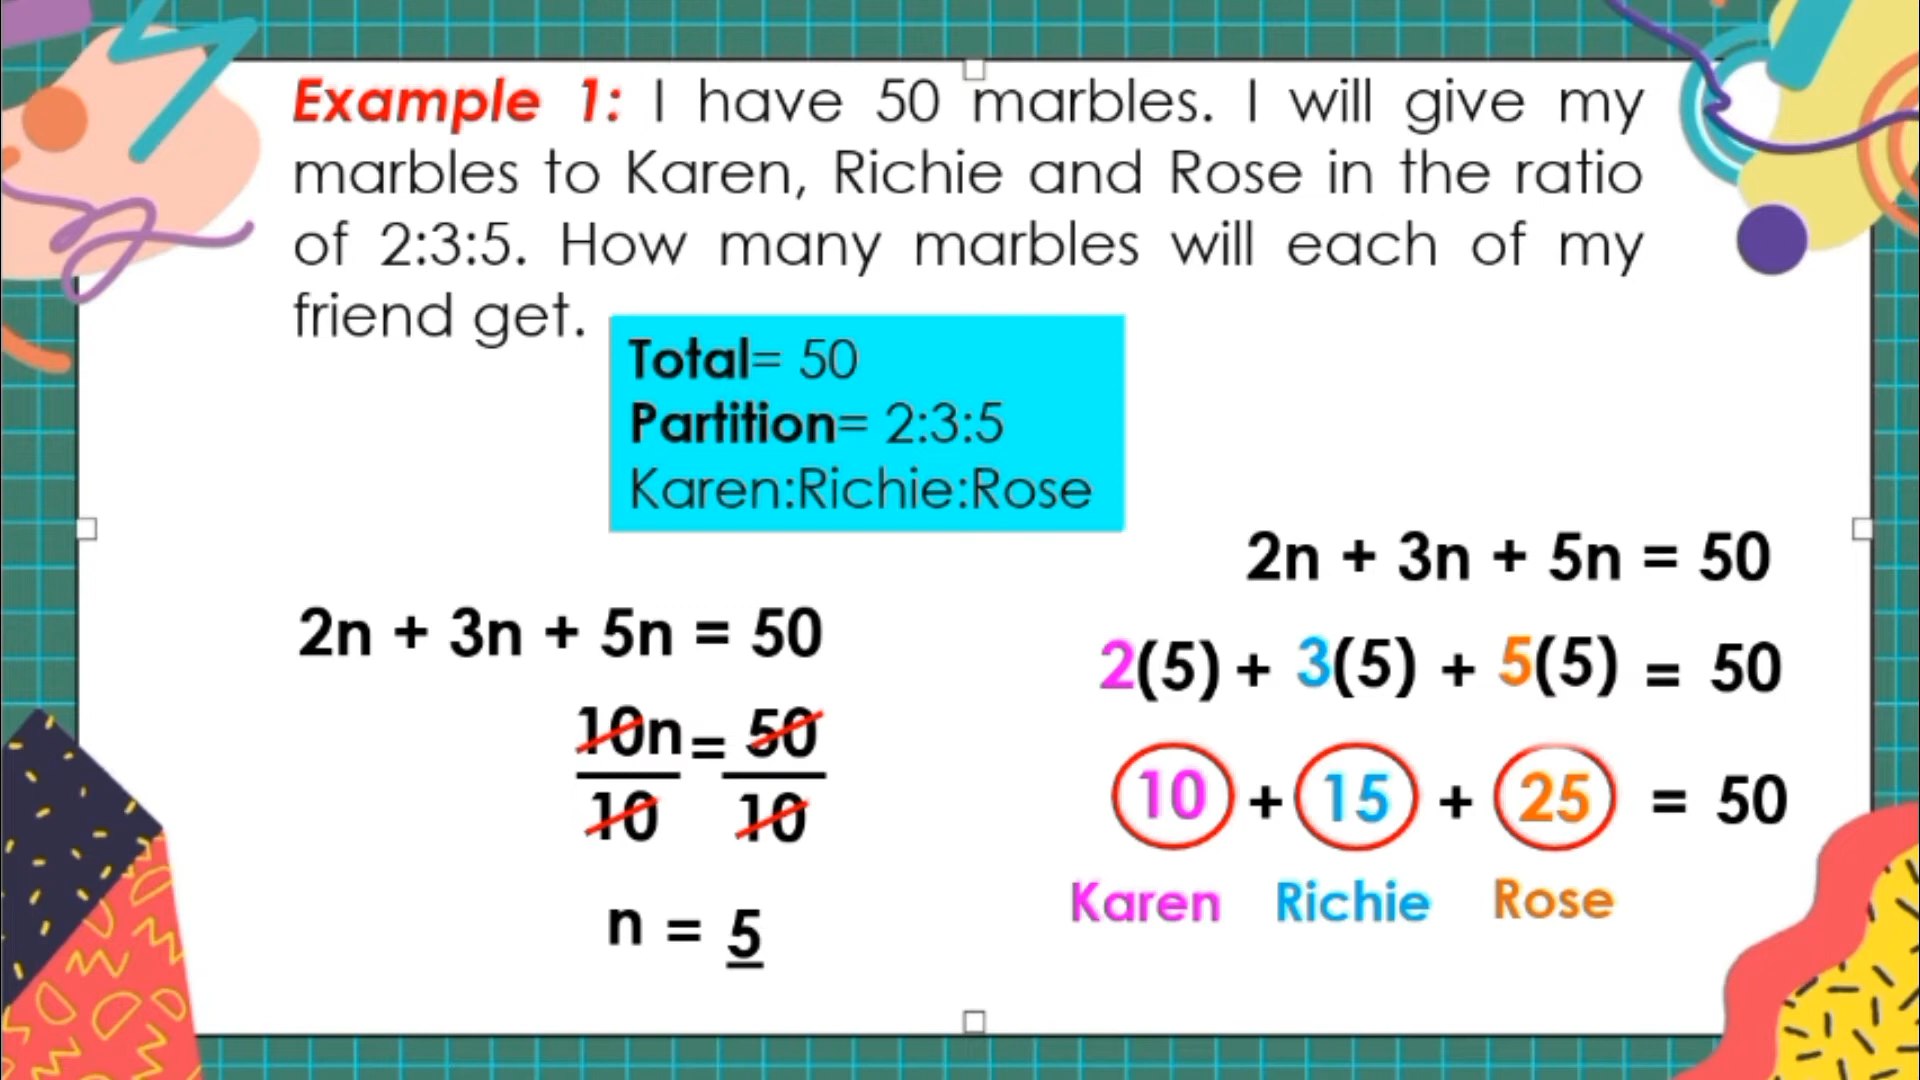 Example 1: I have 50 marbles. I will give my
marbles to Karen, Richie and Rose in the ratio
of 2:3:5. How many marbles will each of my
friend get.
Total= 50
Partition= 2:3:5
Karen:Richie:Rose
2n + 3n + 5n = 50
10n = 50
10 10
n = 5
2n + 3n + 5n = 50
2(5) + 3(5) + 5(5) = 50
10 + 15 + 25 = 50
Karen Richie Rose